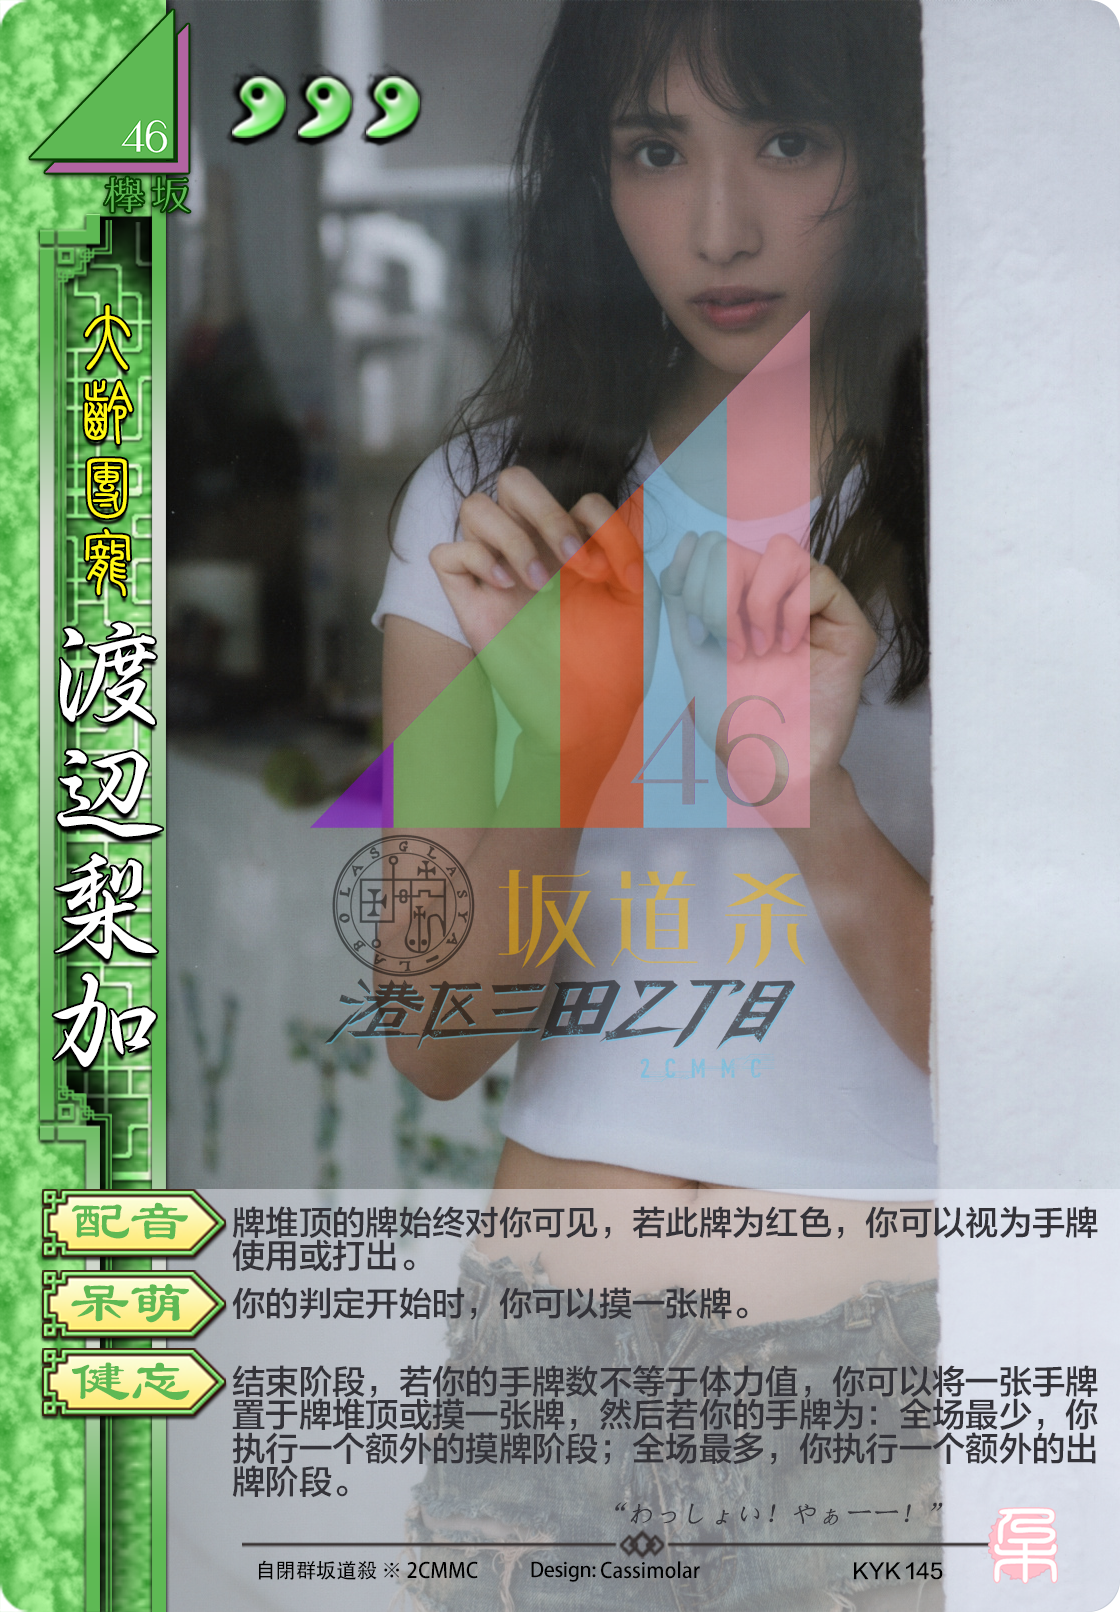 46
欅坂
大齡團寵
渡辺梨加
46
GLASYA-LABOLAS
坂道杀
港区三田2丁目
2CMMC
配音
牌堆顶的牌始终对你可见，若此牌为红色，你可以视为手牌
使用或打出。
呆萌
你的判定开始时，你可以摸一张牌。
健忘
结束阶段，若你的手牌数不等于体力值，你可以将一张手牌
置于牌堆顶或摸一张牌，然后若你的手牌为：全场最少，你
执行一个额外的摸牌阶段；全场最多，你执行一个额外的出
牌阶段。
“わっしょい！やぁーー！”
自閉群坂道殺 ※ 2CMMC
Design: Cassimolar
KYK 145